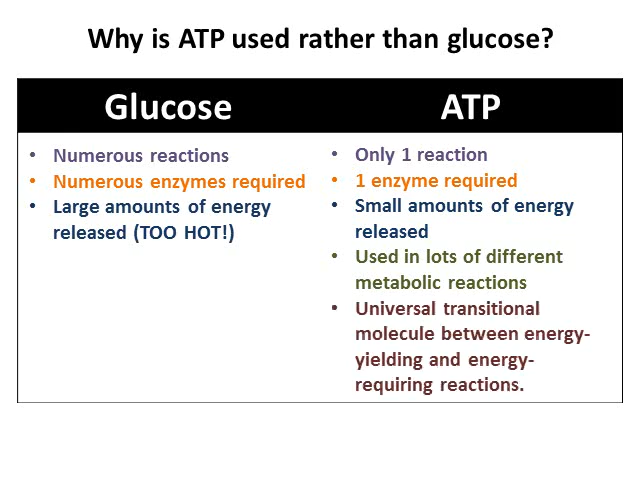 Why is ATP used rather than glucose?
Glucose
ATP
• Numerous reactions
• Numerous enzymes required
• Large amounts of energy
released (TOO HOT!)
• Only 1 reaction
• 1 enzyme required
• Small amounts of energy
released
• Used in lots of different
metabolic reactions
• Universal transitional
molecule between energy-
yielding and energy-
requiring reactions.